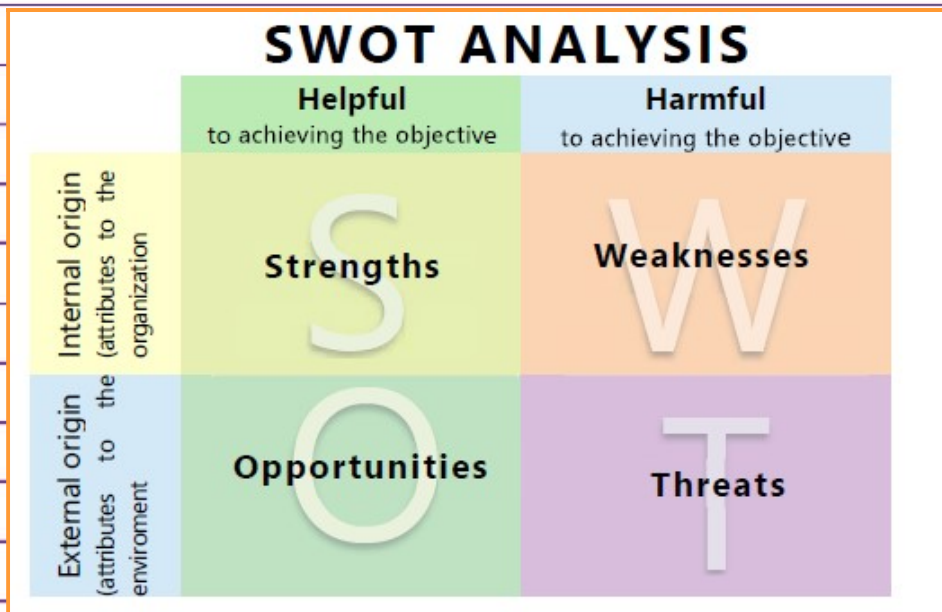 SWOT ANALYSIS
Helpful
to achieving the objective
Harmful
to achieving the objective
Internal origin
(attributes to the
organization
S
Strengths
W
Weaknesses
External origin
(attributes to the
enviroment
O
Opportunities
T
Threats